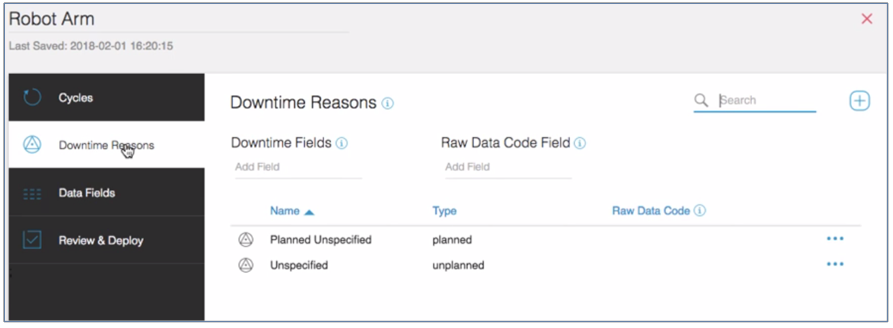 Robot Arm
Last Saved: 2018-02-01 16:20:15
Cycles
Downtime Reasons
Data Fields
Review & Deploy
Downtime Reasons
Search
Downtime Fields
Raw Data Code Field
Add Field
Add Field
Name
Type
Raw Data Code
Planned Unspecified
planned
Unspecified
unplanned